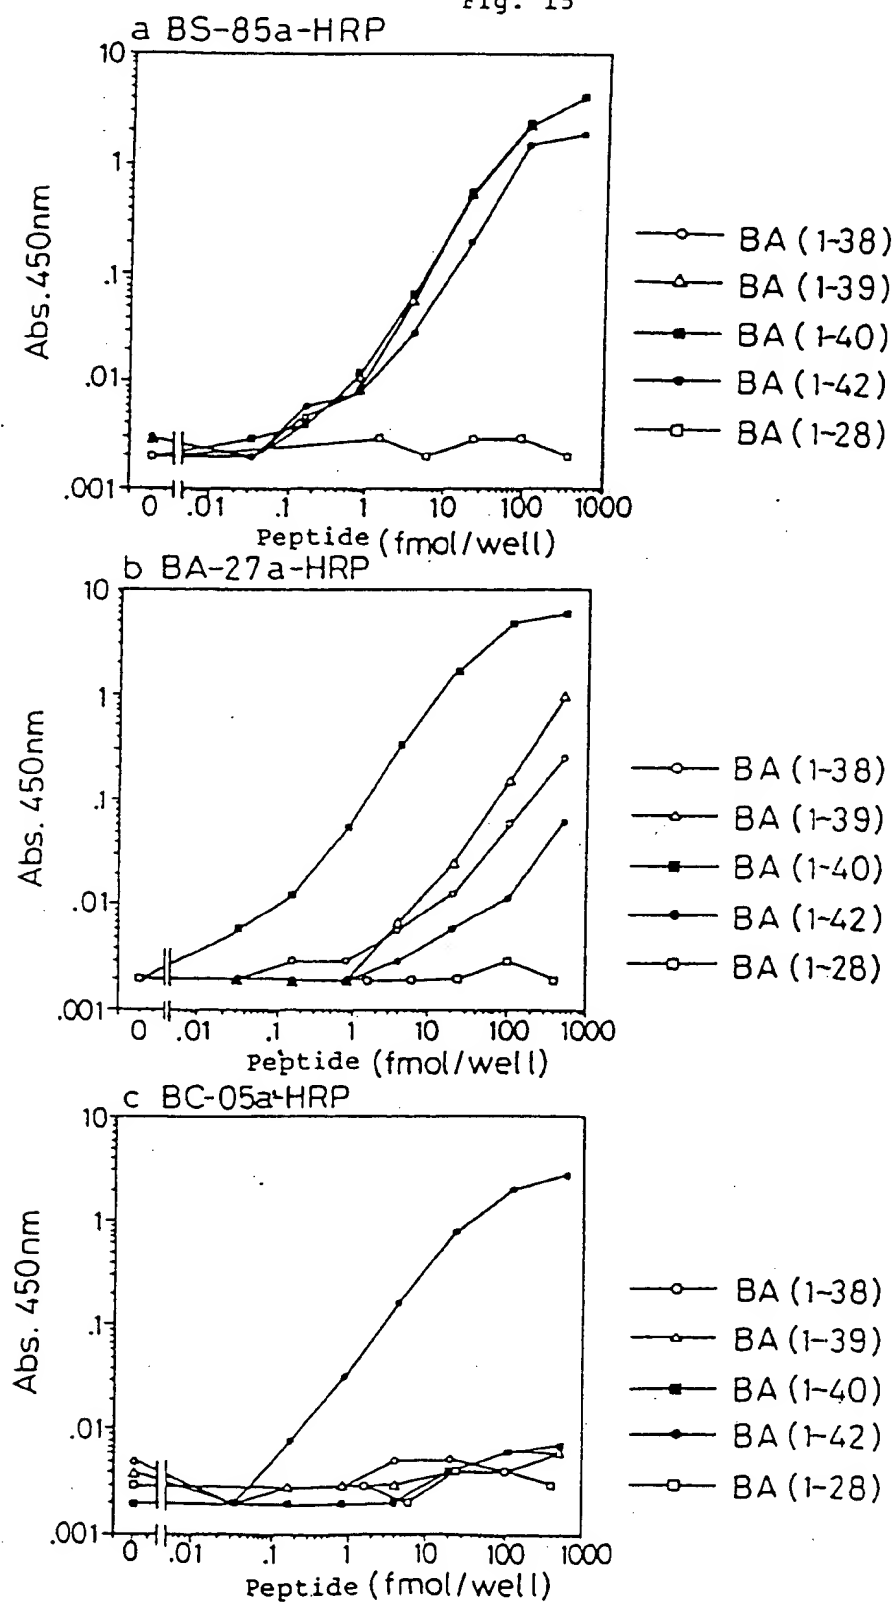 Fig. 15
a BS-85a-HRP
10
1
.1
.01
.001
Abs. 450nm
0 .01 .1 1 10 100 1000
Peptide (fmol/well)
BA (1-38)
BA (1-39)
BA (1-40)
BA (1-42)
BA (1-28)
b BA-27a-HRP
10
1
.1
.01
.001
Abs. 450nm
0 .01 .1 1 10 100 1000
Peptide (fmol/well)
BA (1-38)
BA (1-39)
BA (1-40)
BA (1-42)
BA (1-28)
c BC-05a-HRP
10
1
.1
.01
.001
Abs. 450nm
0 .01 .1 1 10 100 1000
Peptide (fmol/well)
BA (1-38)
BA (1-39)
BA (1-40)
BA (1-42)
BA (1-28)